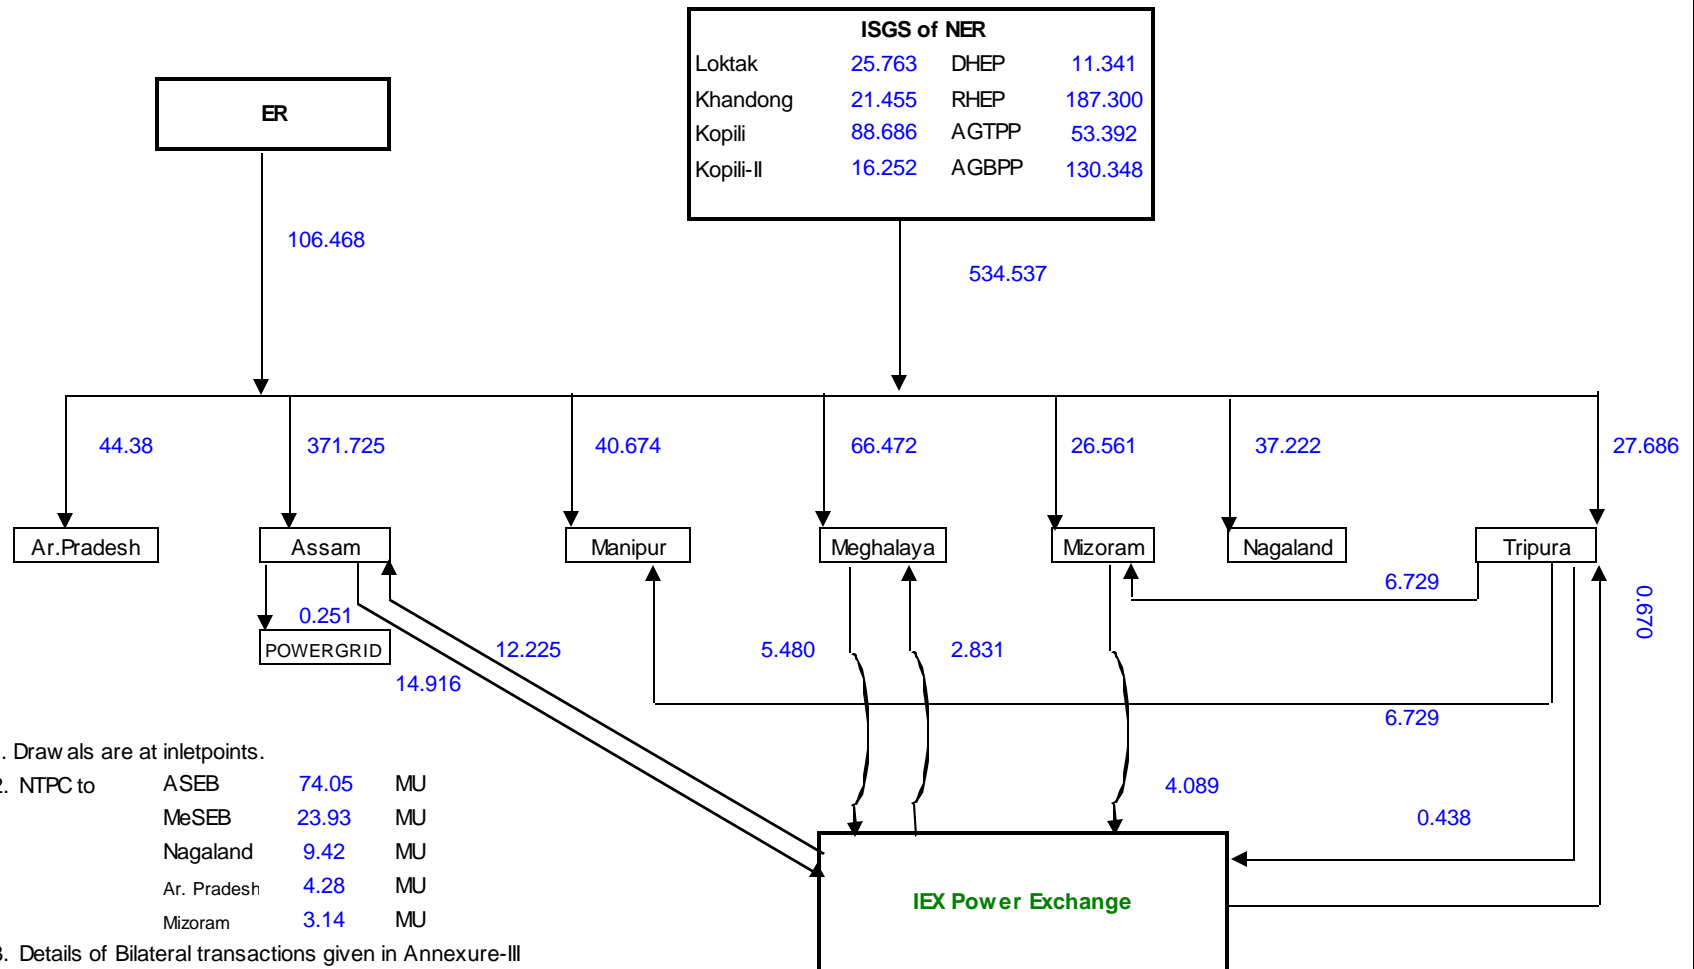 ISGS of NER
Loktak 25.763 DHEP 11.341
Khandong 21.455 RHEP 187.300
Kopili 88.686 AGTPP 53.392
Kopili-II 16.252 AGBPP 130.348
ER
106.468
534.537
44.38 371.725 40.674 66.472 26.561 37.222 27.686
Ar.Pradesh Assam Manipur Meghalaya Mizoram Nagaland Tripura
6.729
0.670
0.251
POWERGRID
12.225
5.480
2.831
14.916
6.729
. Drawals are at inletpoints.
2. NTPC to ASEB 74.05 MU
MeSEB 23.93 MU
Nagaland 9.42 MU
Ar. Pradesh 4.28 MU
Mizoram 3.14 MU
4.089
0.438
IEX Power Exchange
3. Details of Bilateral transactions given in Annexure-III